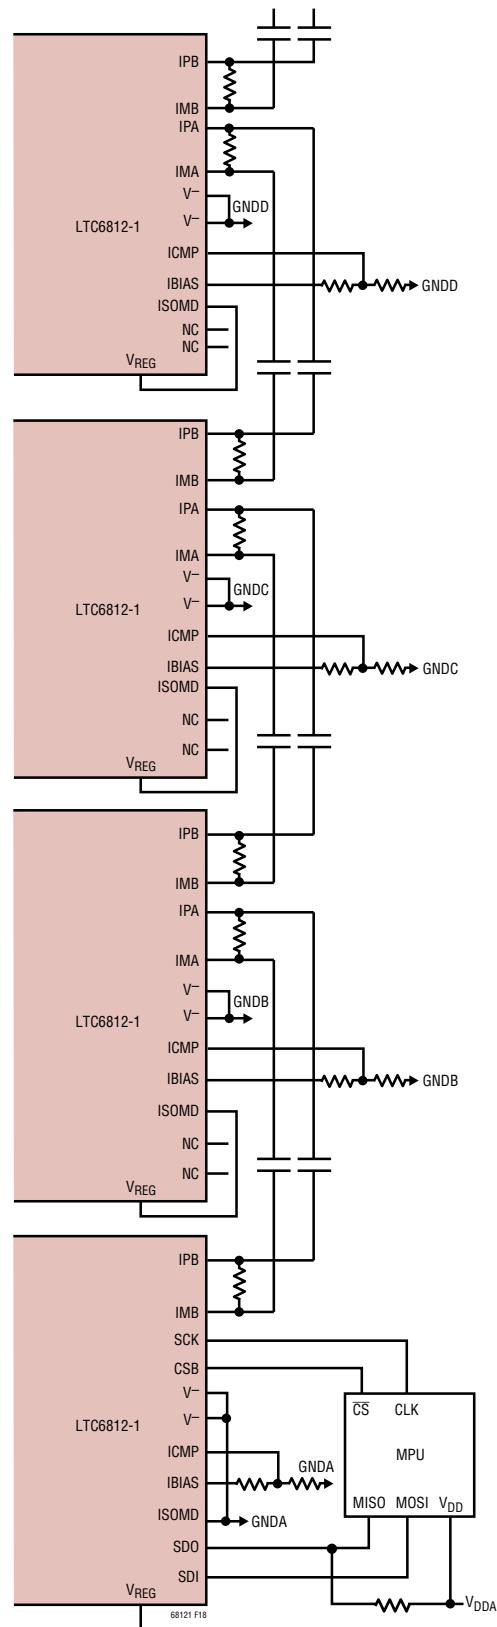 IPB
IMB
IPA
IMA
V–
GNDD
V–
LTC6812-1
ICMP
IBIAS
GNDD
ISOMD
NC
NC
VREG
IPB
IMB
IPA
IMA
V–
GNDC
V–
LTC6812-1
ICMP
IBIAS
GNDC
ISOMD
NC
NC
VREG
IPB
IMB
IPA
IMA
V–
GNDB
V–
LTC6812-1
ICMP
IBIAS
GNDB
ISOMD
NC
NC
VREG
IPB
IMB
SCK
CSB
V–
CS CLK
V–
LTC6812-1
MPU
ICMP
GNDA
IBIAS
MISO MOSI VDD
ISOMD
GNDA
SDO
SDI
VREG
VDDA
68121 F18